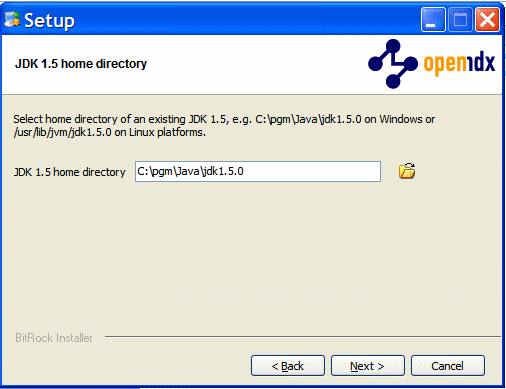 Setup
JDK 1.5 home directory
openmdx
Select home directory of an existing JDK 1.5, e.g. C:\pgm\Java\jdk1.5.0 on Windows or
/usr/lib/jvm/jdk1.5.0 on Linux platforms.
JDK 1.5 home directory C:\pgm\Java\jdk1.5.0
BitRock Installer
< Back Next > Cancel